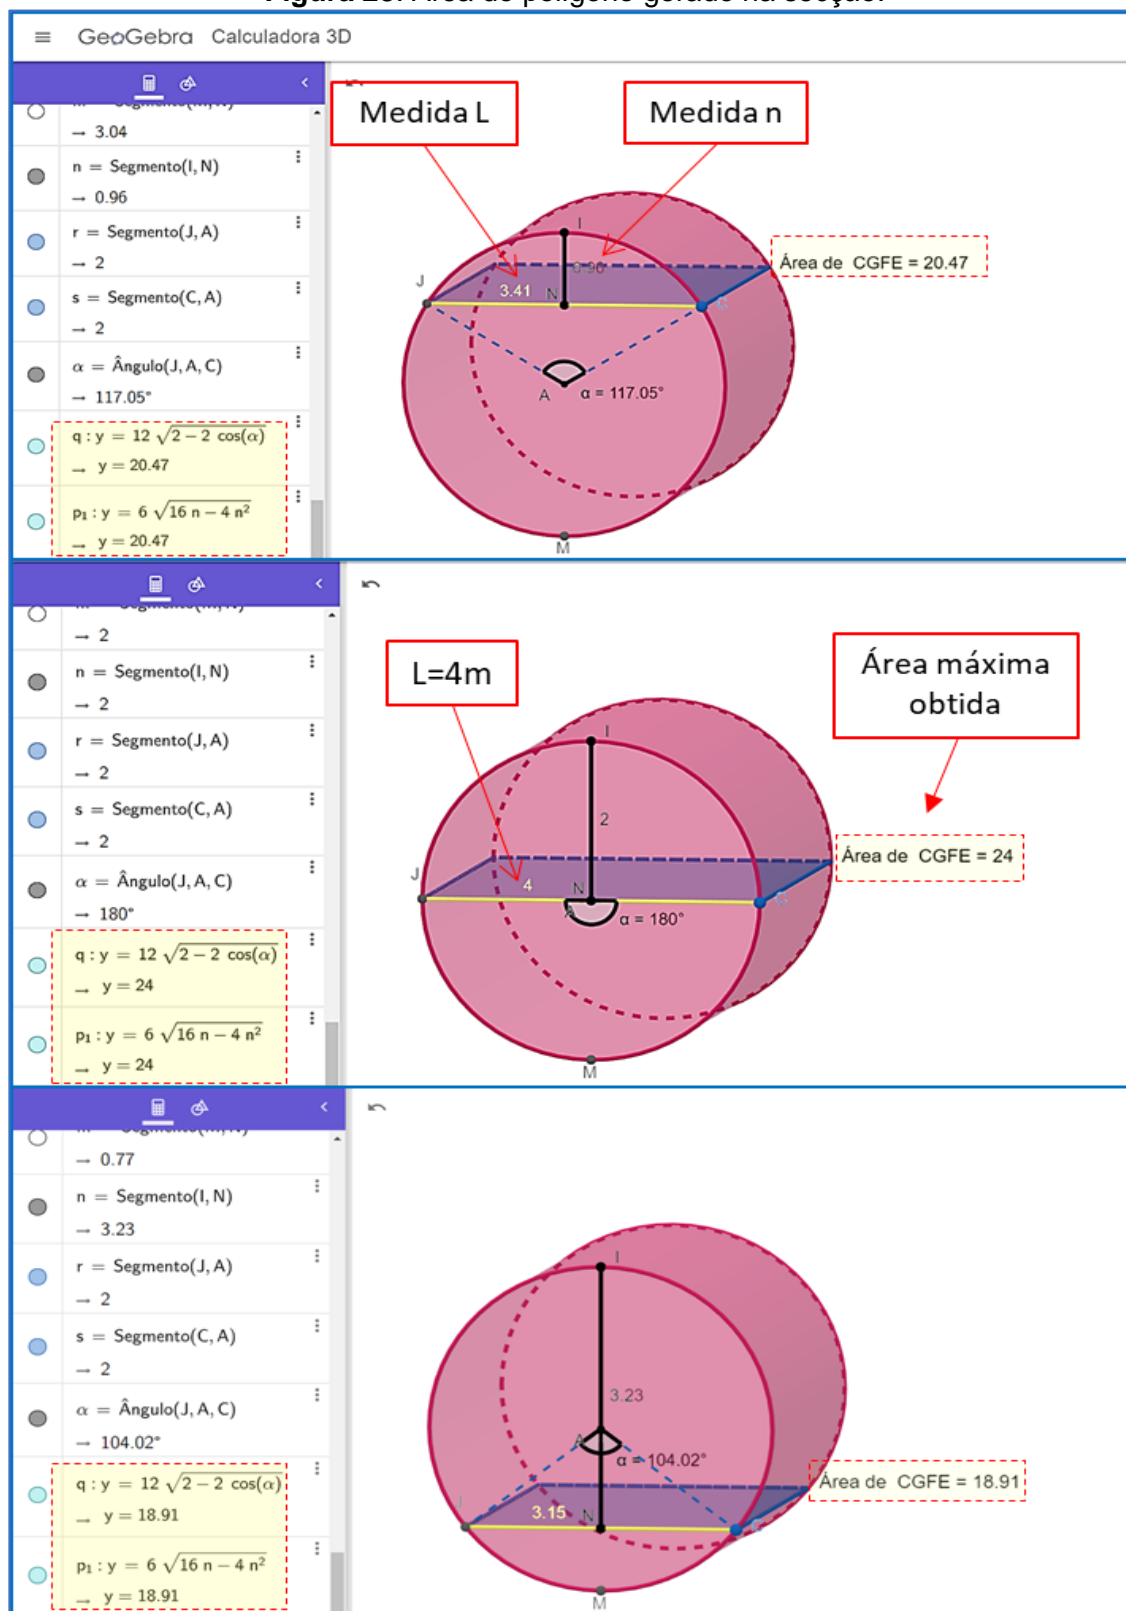 GeoGebra Calculadora 3D
Medida L
Medida n
→ 3.04
n = Segmento(I, N)
→ 0.96
r = Segmento(J, A)
→ 2
s = Segmento(C, A)
→ 2
α = Ângulo(J, A, C)
→ 117.05°
q : y = 12 √2 − 2 cos(α)
→ y = 20.47
p₁ : y = 6 √16 n − 4 n²
→ y = 20.47
I
0.96
J
3.41
N
C
Área de CGFE = 20.47
A
α = 117.05°
M
→ 2
n = Segmento(I, N)
→ 2
r = Segmento(J, A)
→ 2
s = Segmento(C, A)
→ 2
α = Ângulo(J, A, C)
→ 180°
q : y = 12 √2 − 2 cos(α)
→ y = 24
p₁ : y = 6 √16 n − 4 n²
→ y = 24
L=4m
Área máxima
obtida
I
2
J
4
N
A
C
α = 180°
Área de CGFE = 24
M
→ 0.77
n = Segmento(I, N)
→ 3.23
r = Segmento(J, A)
→ 2
s = Segmento(C, A)
→ 2
α = Ângulo(J, A, C)
→ 104.02°
q : y = 12 √2 − 2 cos(α)
→ y = 18.91
p₁ : y = 6 √16 n − 4 n²
→ y = 18.91
I
3.23
A
α = 104.02°
J
3.15
N
Área de CGFE = 18.91
M